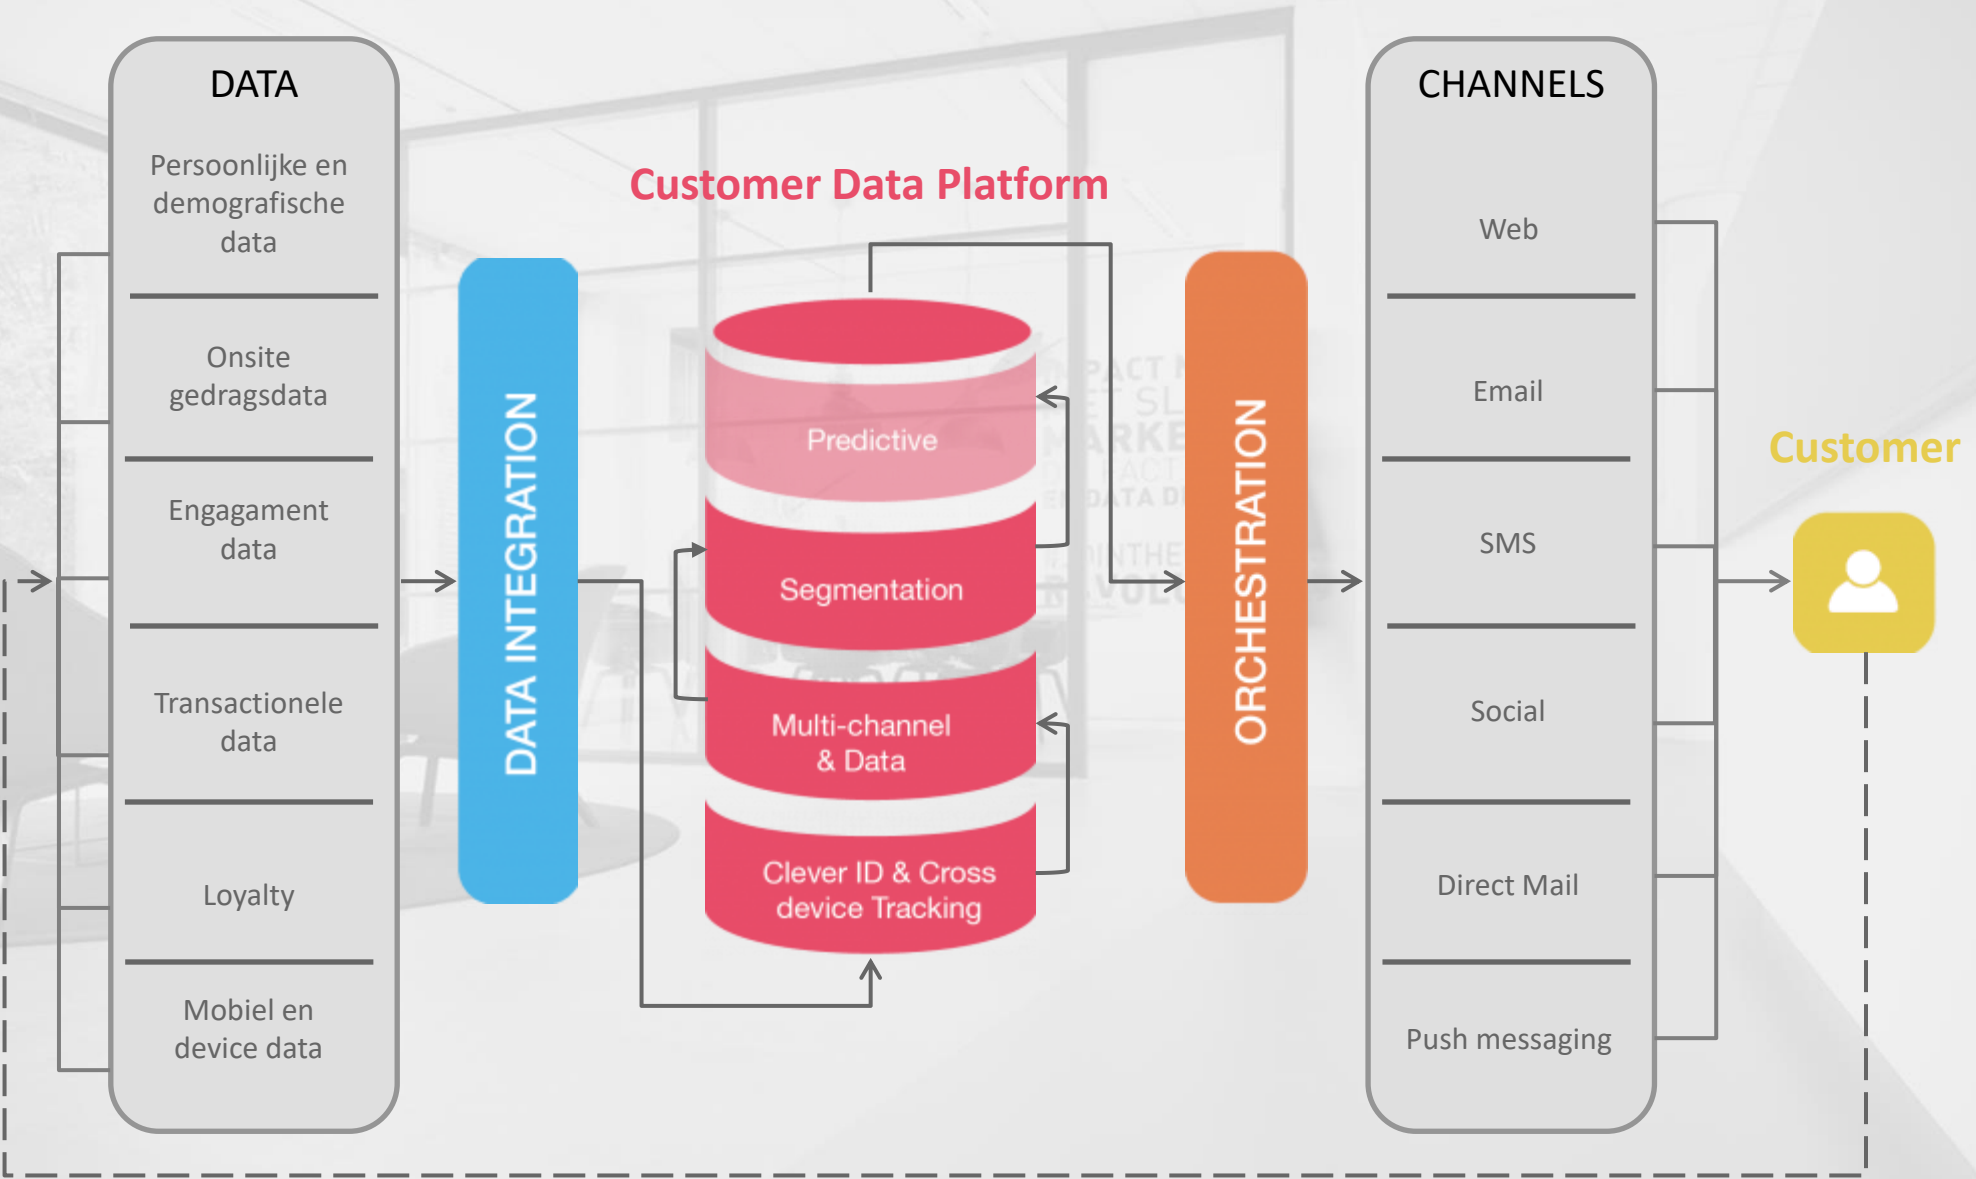 DATA
Persoonlijke en
demografische
data
Onsite
gedragsdata
Engagament
data
Transactionele
data
Loyalty
Mobiel en
device data
DATA INTEGRATION
Customer Data Platform
Predictive
Segmentation
Multi-channel
& Data
Clever ID & Cross
device Tracking
ORCHESTRATION
CHANNELS
Web
Email
SMS
Social
Direct Mail
Push messaging
Customer